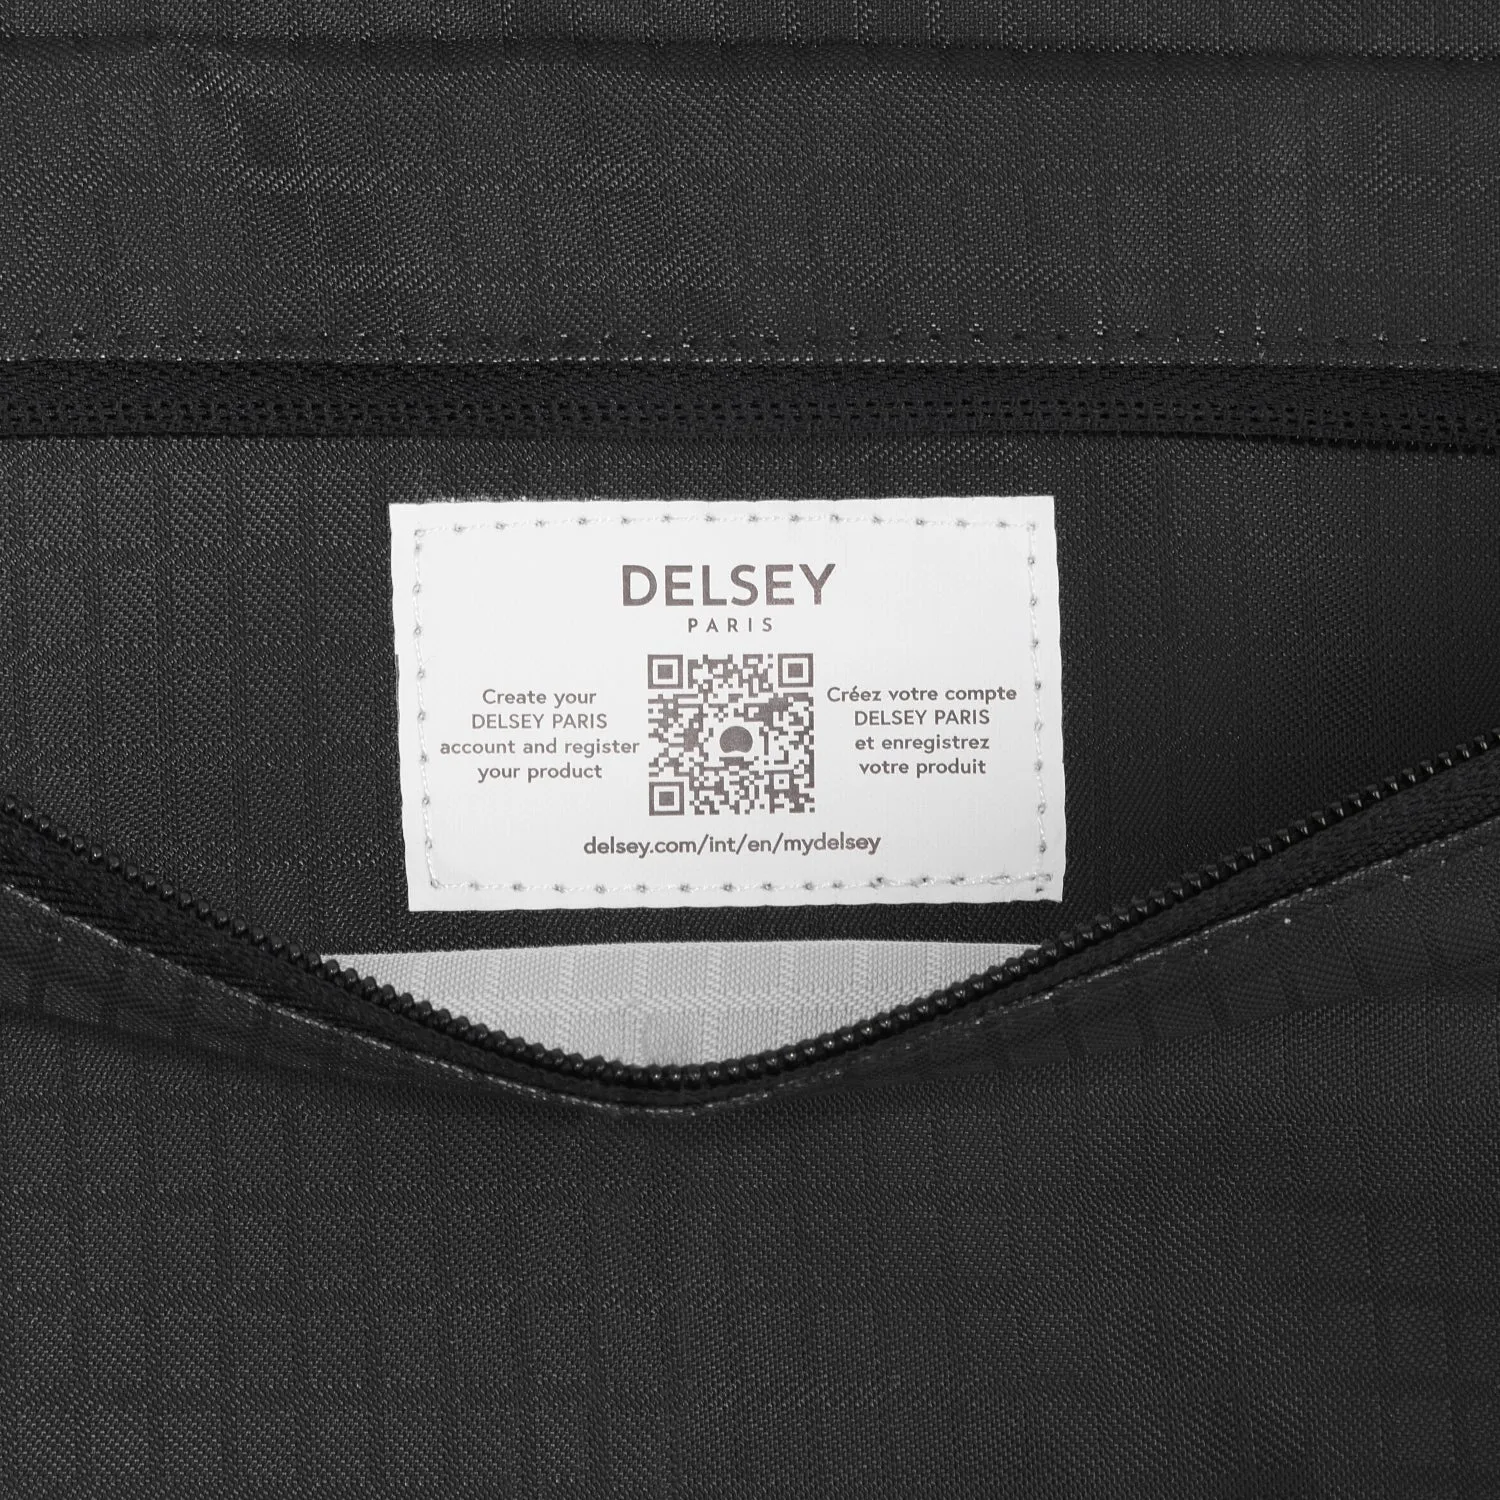 DELSEY
PARIS
Create your
DELSEY PARIS
account and register
your product
Créez votre compte
DELSEY PARIS
et enregistrez
votre produit
delsey.com/int/en/mydelsey